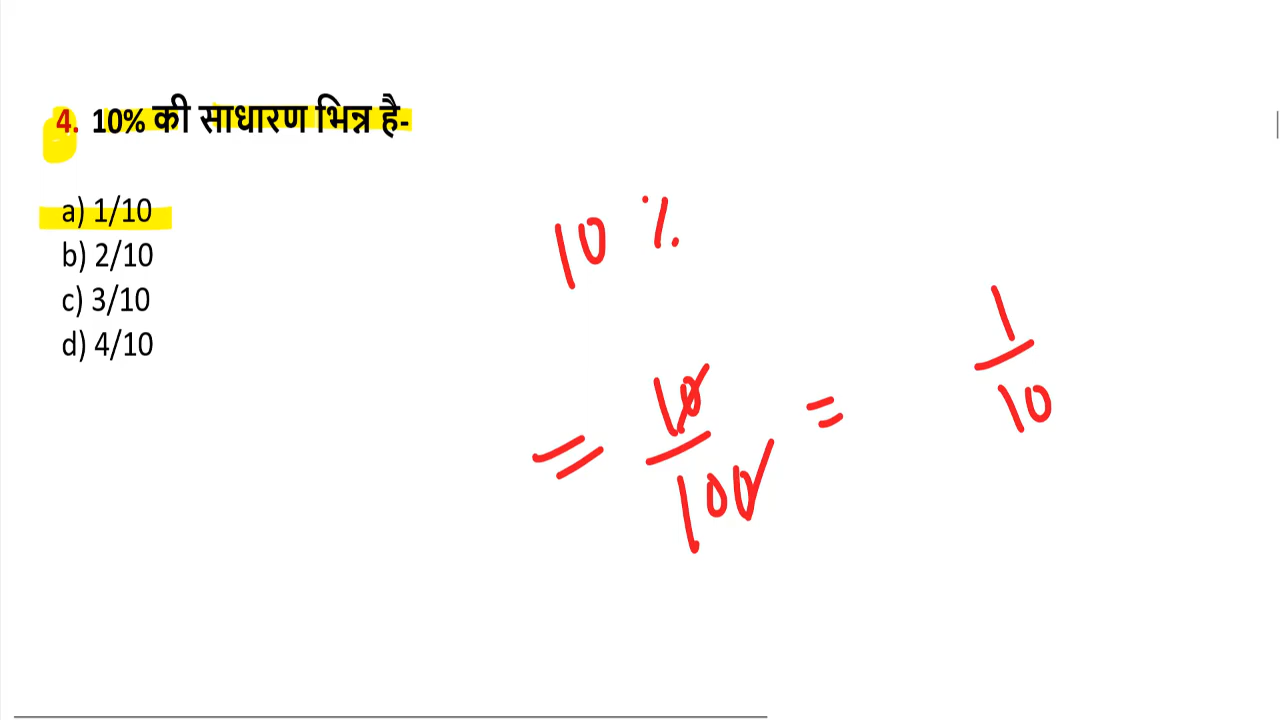 4. 10% की साधारण भिन्न है-
a) 1/10
b) 2/10
c) 3/10
d) 4/10
10 %
= 10/100 = 1/10